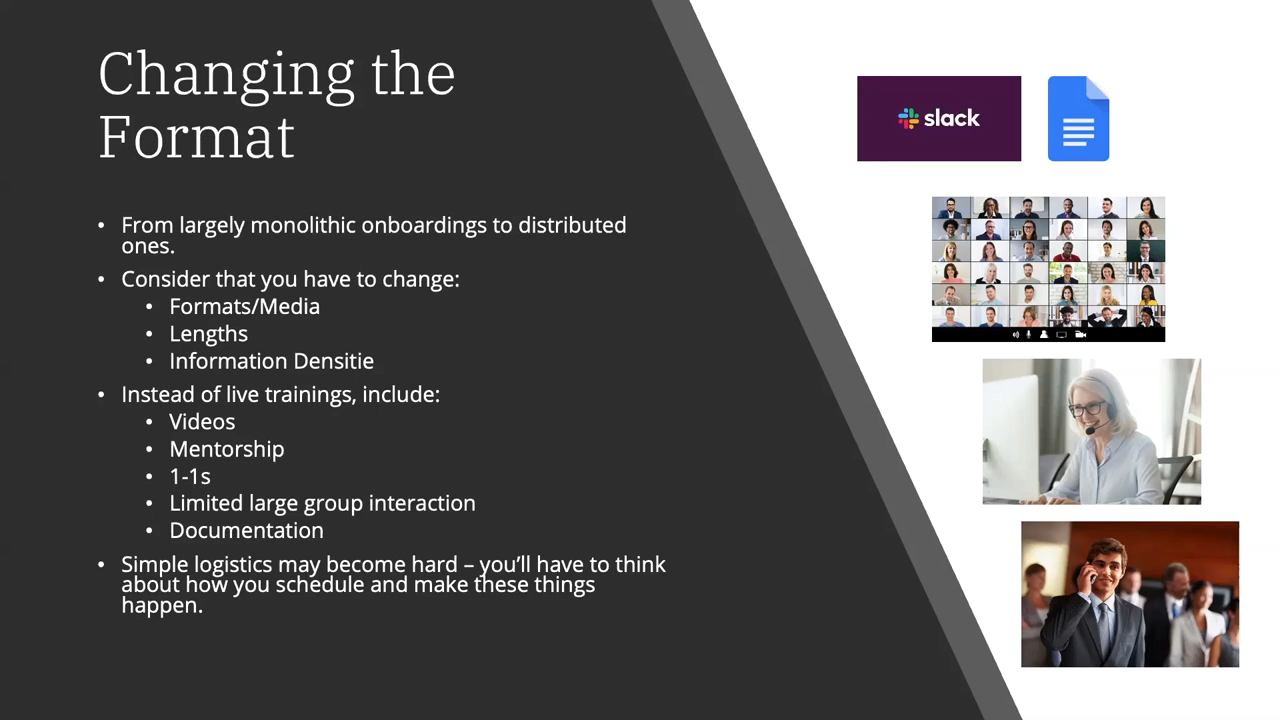 Changing the
Format
• From largely monolithic onboardings to distributed
ones.
• Consider that you have to change:
• Formats/Media
• Lengths
• Information Densitie
• Instead of live trainings, include:
• Videos
• Mentorship
• 1-1s
• Limited large group interaction
• Documentation
• Simple logistics may become hard – you’ll have to think
about how you schedule and make these things
happen.
slack